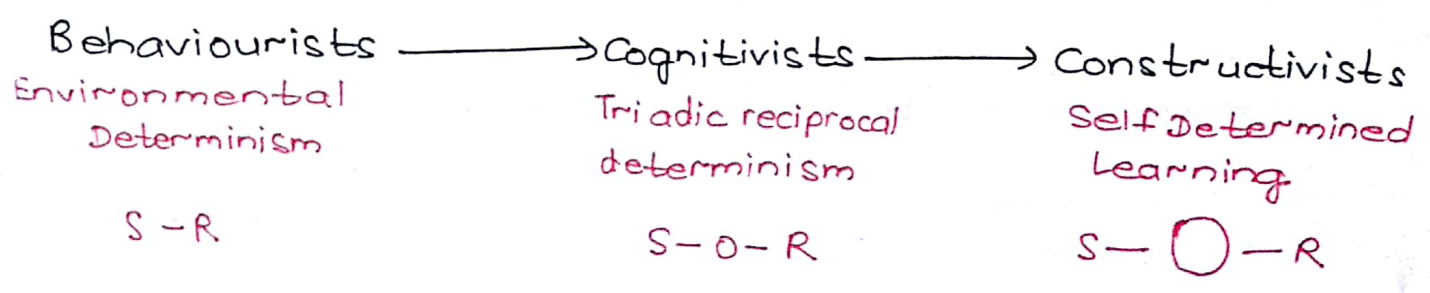 Behaviourists → Cognitivists → Constructivists
Environmental Determinism
Triadic reciprocal determinism
Self Determined Learning
S-R
S-O-R
S-O-R